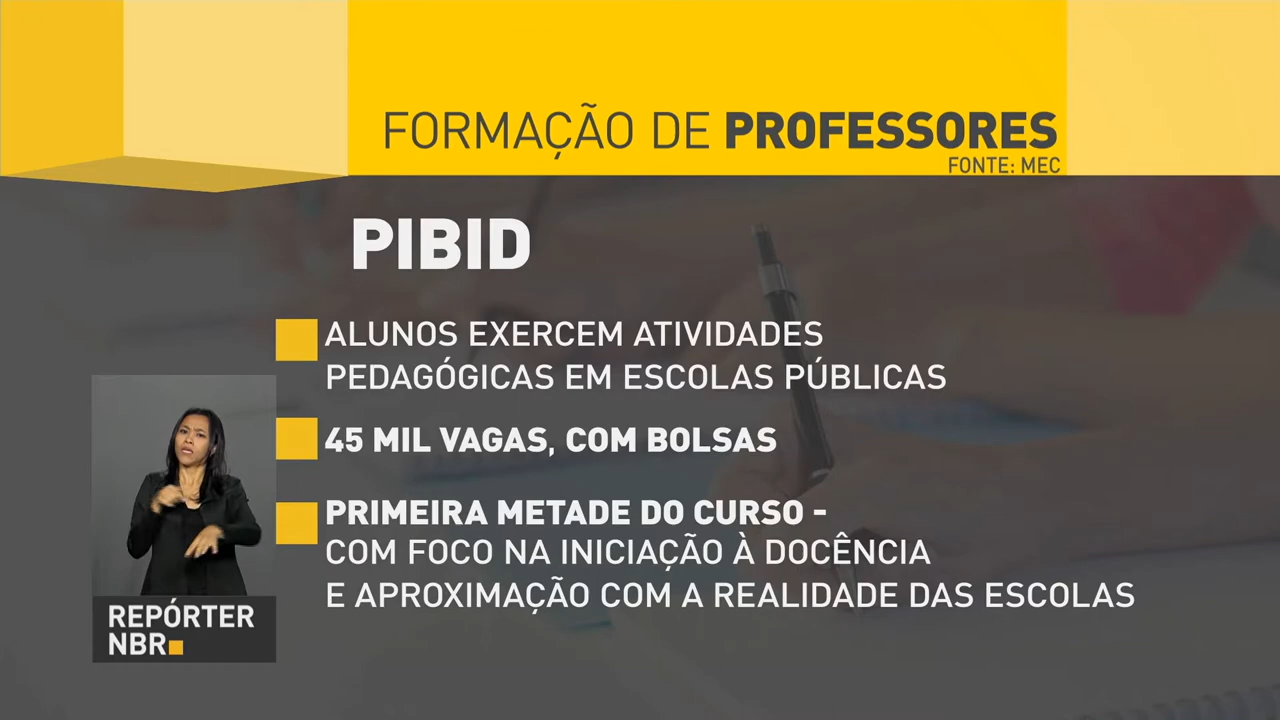 FORMAÇÃO DE PROFESSORES
FONTE: MEC
PIBID
ALUNOS EXERCEM ATIVIDADES
PEDAGÓGICAS EM ESCOLAS PÚBLICAS
45 MIL VAGAS, COM BOLSAS
PRIMEIRA METADE DO CURSO -
COM FOCO NA INICIAÇÃO À DOCÊNCIA
E APROXIMAÇÃO COM A REALIDADE DAS ESCOLAS
REPÓRTER
NBR